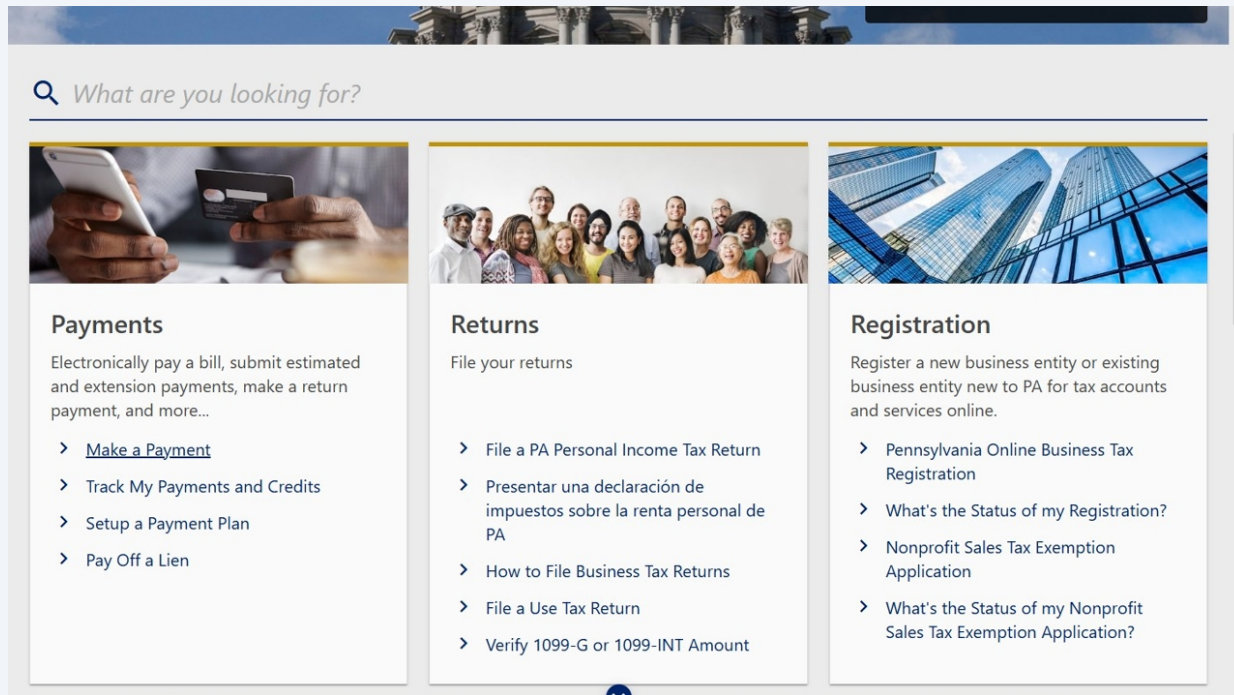 What are you looking for?
Payments
Electronically pay a bill, submit estimated
and extension payments, make a return
payment, and more...
Make a Payment
Track My Payments and Credits
Setup a Payment Plan
Pay Off a Lien
Returns
File your returns
File a PA Personal Income Tax Return
Presentar una declaración de
impuestos sobre la renta personal de
PA
How to File Business Tax Returns
File a Use Tax Return
Verify 1099-G or 1099-INT Amount
Registration
Register a new business entity or existing
business entity new to PA for tax accounts
and services online.
Pennsylvania Online Business Tax
Registration
What's the Status of my Registration?
Nonprofit Sales Tax Exemption
Application
What's the Status of my Nonprofit
Sales Tax Exemption Application?